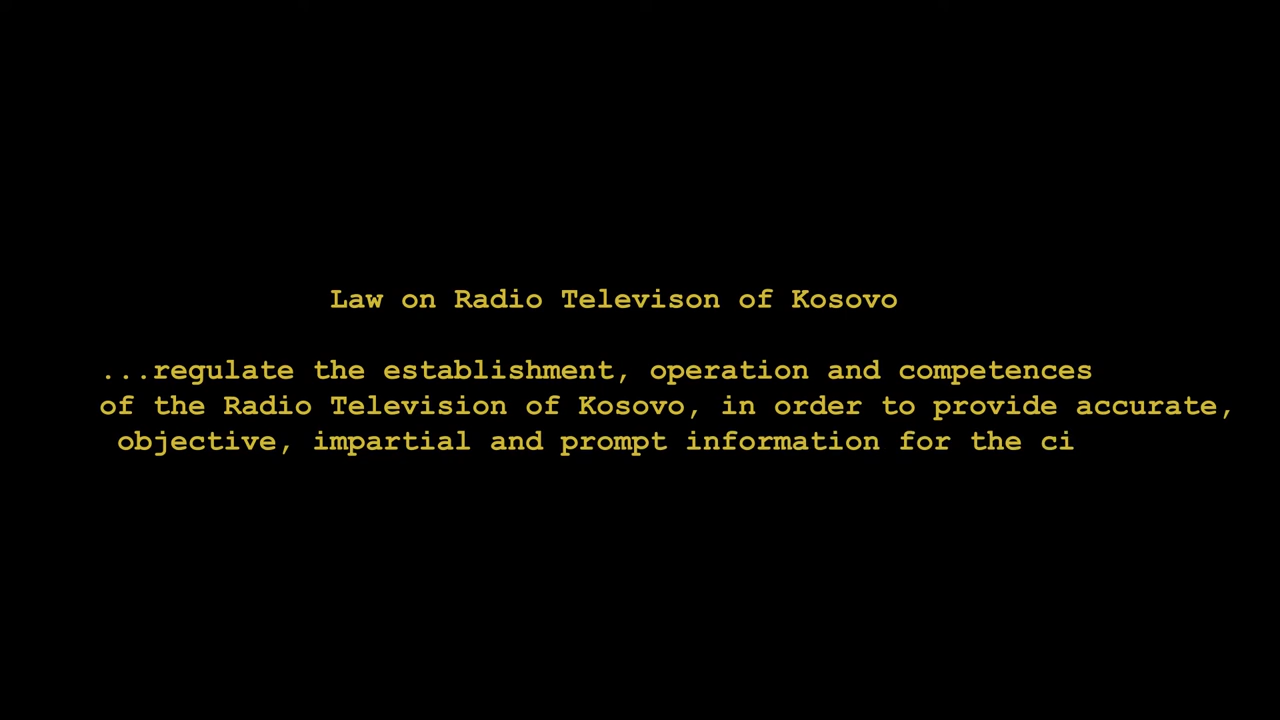 Law on Radio Televison of Kosovo
...regulate the establishment, operation and competences
of the Radio Television of Kosovo, in order to provide accurate,
objective, impartial and prompt information for the ci